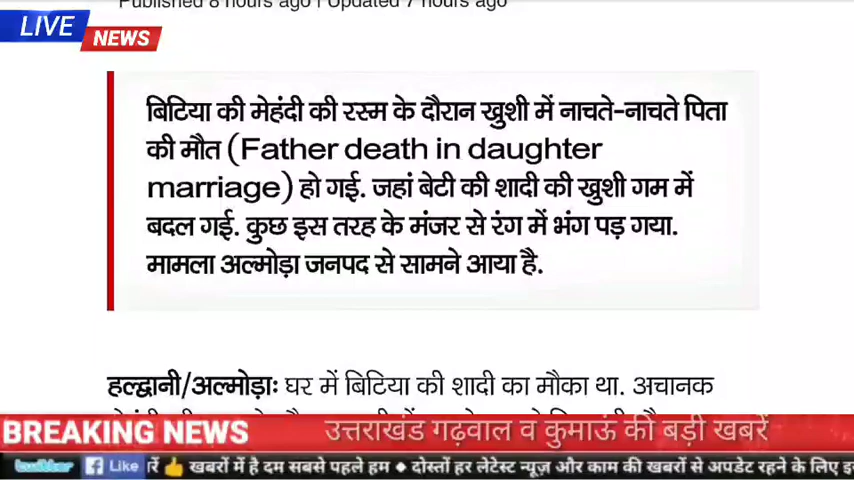 Published 8 hours ago | Updated 7 hours ago
LIVE
NEWS
बिटिया की मेहंदी की रस्म के दौरान खुशी में नाचते-नाचते पिता
की मौत (Father death in daughter
marriage) हो गई. जहां बेटी की शादी की खुशी गम में
बदल गई. कुछ इस तरह के मंजर से रंग में भंग पड़ गया.
मामला अल्मोड़ा जनपद से सामने आया है.
हल्द्वानी/अल्मोड़ाः घर में बिटिया की शादी का मौका था. अचानक
BREAKING NEWS
उत्तराखंड गढ़वाल व कुमाऊं की बड़ी खबरें
twitter
Like
रें 👍 खबरों में है दम सबसे पहले हम ◆ दोस्तों हर लेटेस्ट न्यूज़ और काम की खबरों से अपडेट रहने के लिए